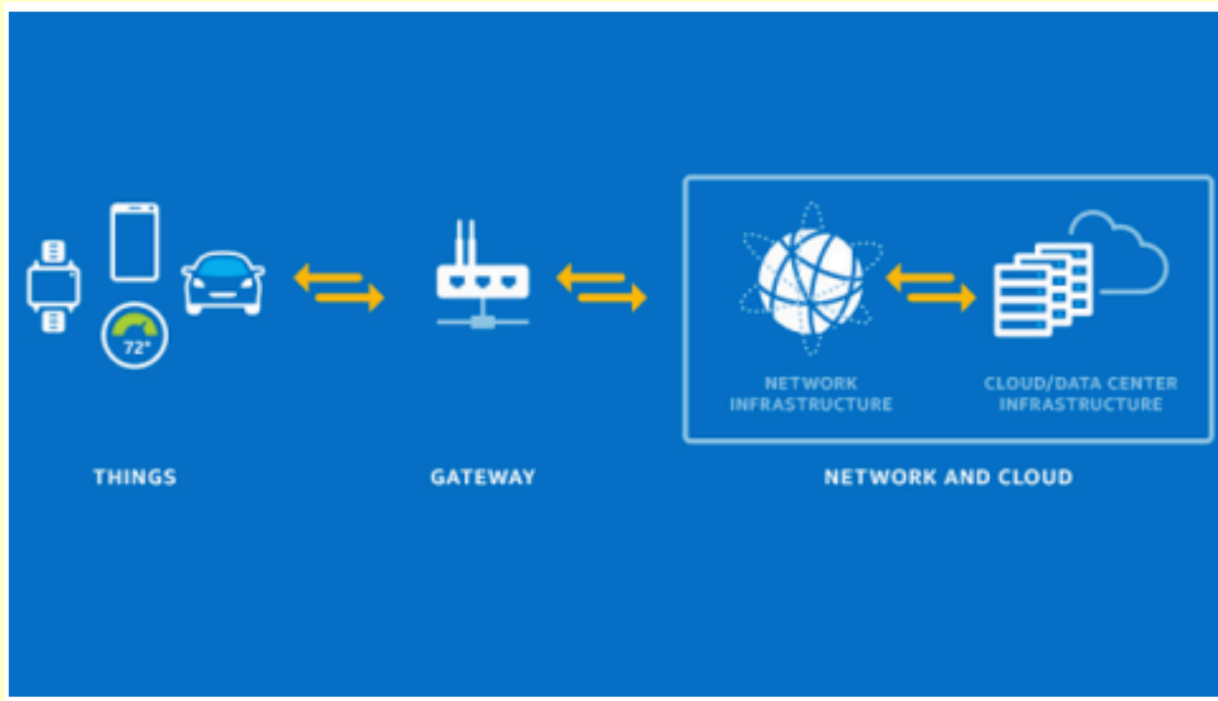 72°
NETWORK
INFRASTRUCTURE
CLOUD/DATA CENTER
INFRASTRUCTURE
THINGS
GATEWAY
NETWORK AND CLOUD